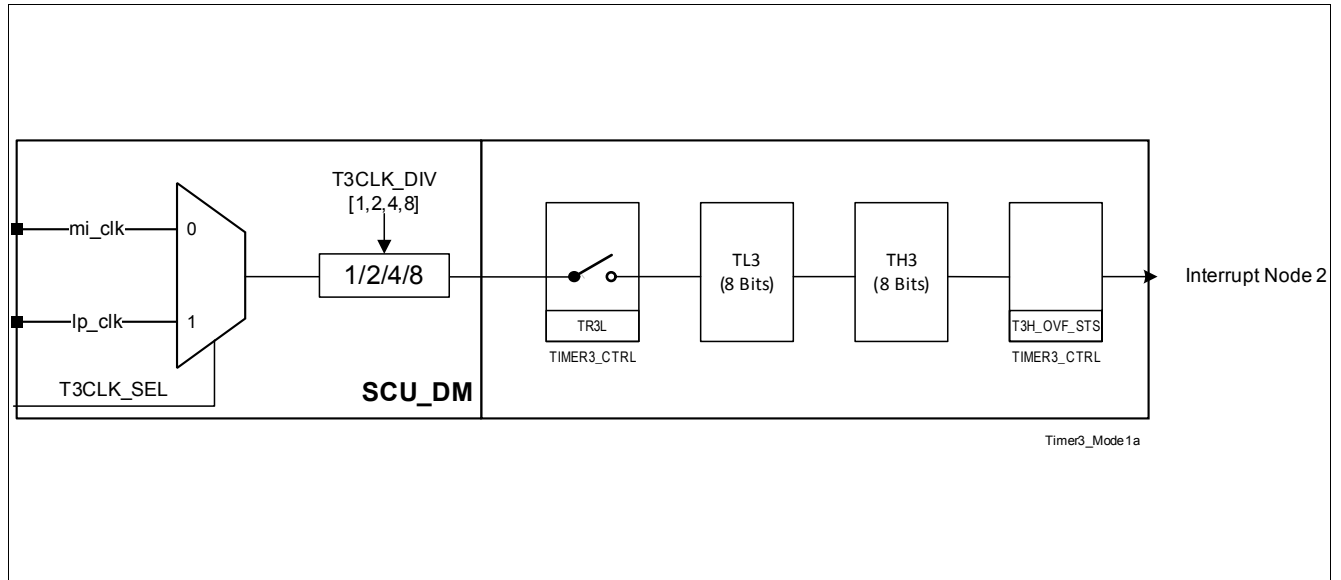 T3CLK_DIV
[1,2,4,8]
mi_clk
0
1/2/4/8
lp_clk
1
T3CLK_SEL
SCU_DM
TR3L
TIMER3_CTRL
TL3
(8 Bits)
TH3
(8 Bits)
T3H_OVF_STS
TIMER3_CTRL
Interrupt Node 2
Timer3_Mode1a